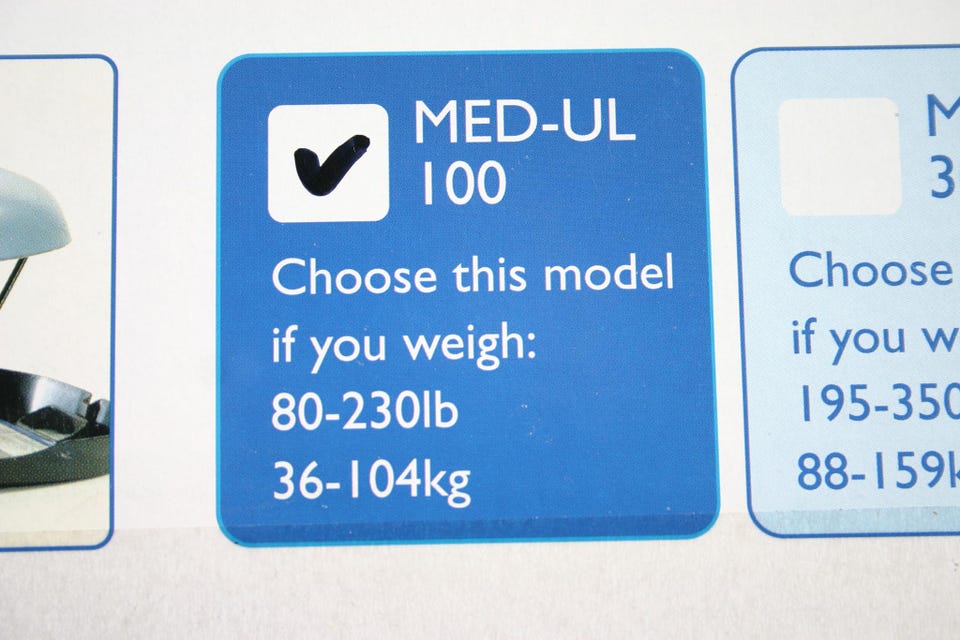 MED-UL
100
Choose this model
if you weigh:
80-230lb
36-104kg
Choose
if you
195-350
88-159k